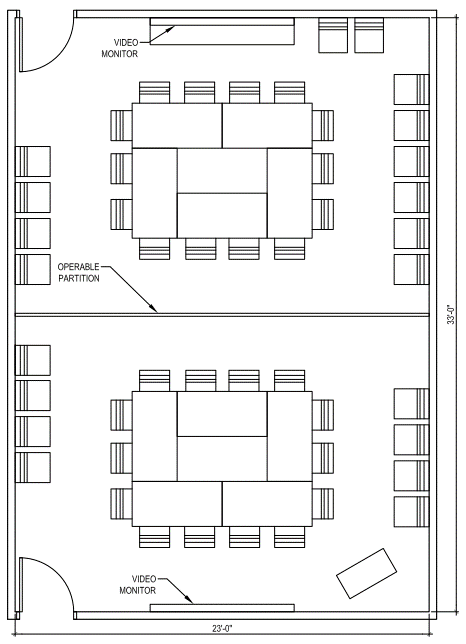 VIDEO
MONITOR
OPERABLE
PARTITION
33'-0"
VIDEO
MONITOR
23'-0"